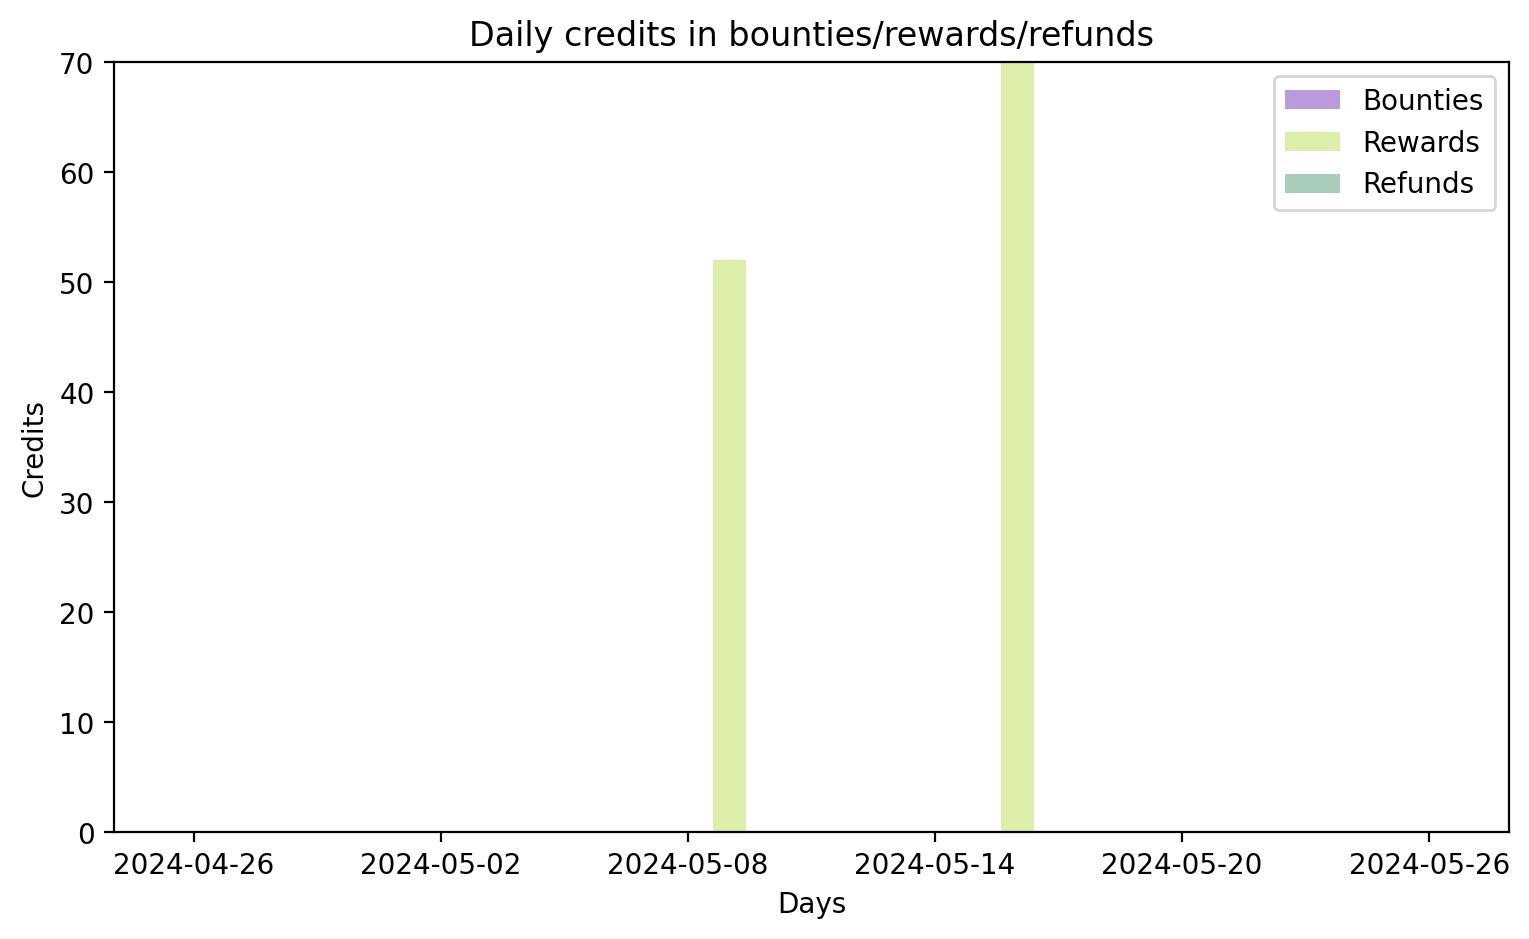 Daily credits in bounties/rewards/refunds
70
60
50
40
30
20
10
0
Credits
Bounties
Rewards
Refunds
2024-04-26 2024-05-02 2024-05-08 2024-05-14 2024-05-20 2024-05-26
Days